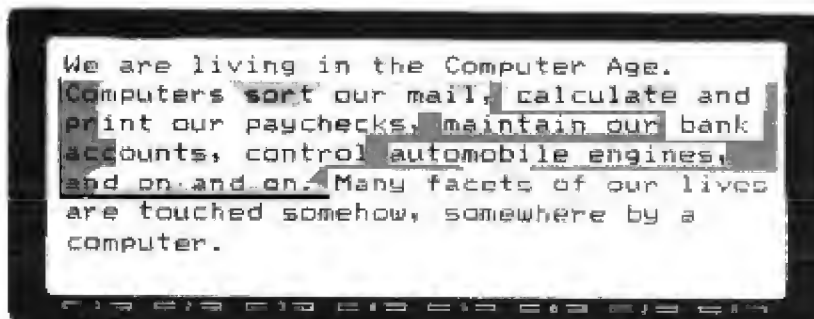 We are living in the Computer Age.
Computers sort our mail, calculate and
print our paychecks, maintain our bank
accounts, control automobile engines,
and on and on. Many facets of our lives
are touched somehow, somewhere by a
computer.